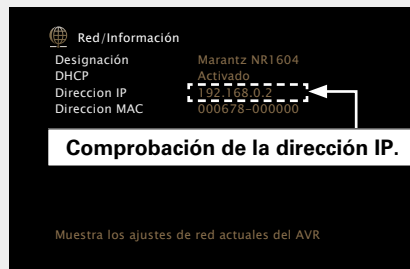 Red/Información
Designación Marantz NR1604
DHCP Activado
Direccion IP 192.168.0.2
Direccion MAC 000678-000000
Comprobación de la dirección IP.
Muestra los ajustes de red actuales del AVR